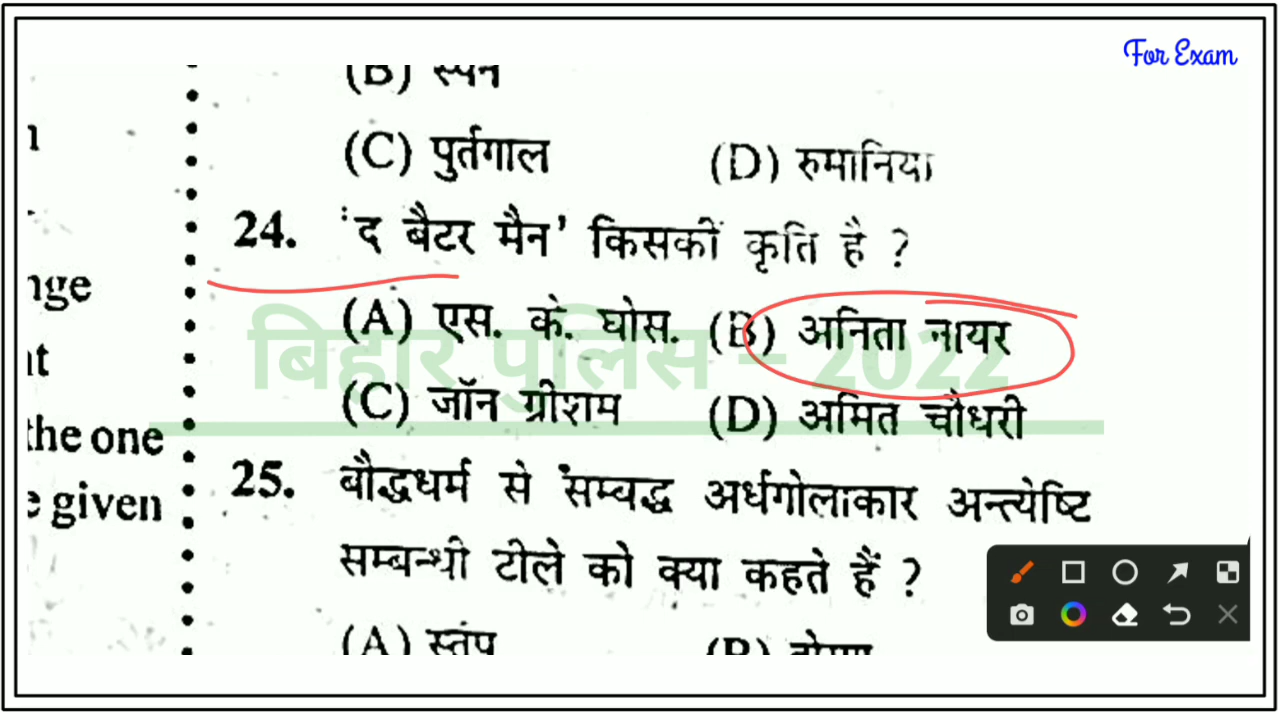 For Exam
(B) स्पेन
(C) पुर्तगाल (D) रुमानिया
24. 'द बैटर मैन' किसकी कृति है ?
(A) एस. के. घोस. (B) अनिता नायर
(C) जॉन ग्रीशम (D) अमित चौधरी
बिहार पुलिस – 2022
25. बौद्धधर्म से सम्बद्ध अर्धगोलाकार अन्त्येष्टि
सम्बन्धी टीले को क्या कहते हैं ?
(A) स्तूप (B)
nge
the one
given